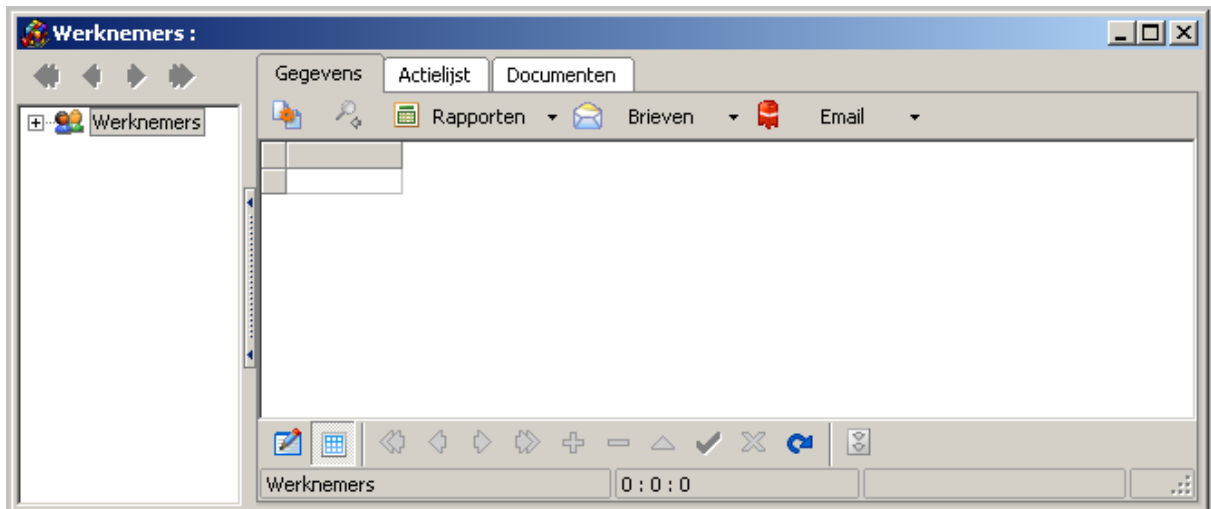 Werknemers :
Gegevens Actielijst Documenten
Werknemers
Rapporten Brieven Email
Werknemers 0 : 0 : 0